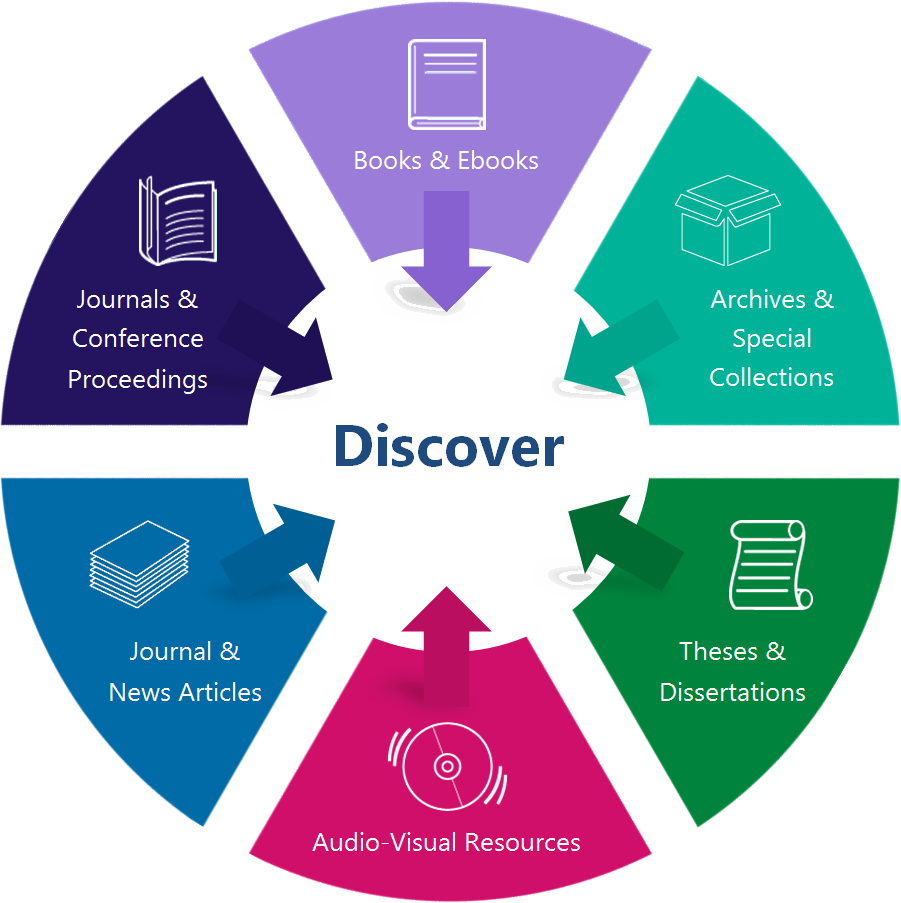 Books & Ebooks
Archives &
Special
Collections
Theses &
Dissertations
Audio-Visual Resources
Journal &
News Articles
Journals &
Conference
Proceedings
Discover